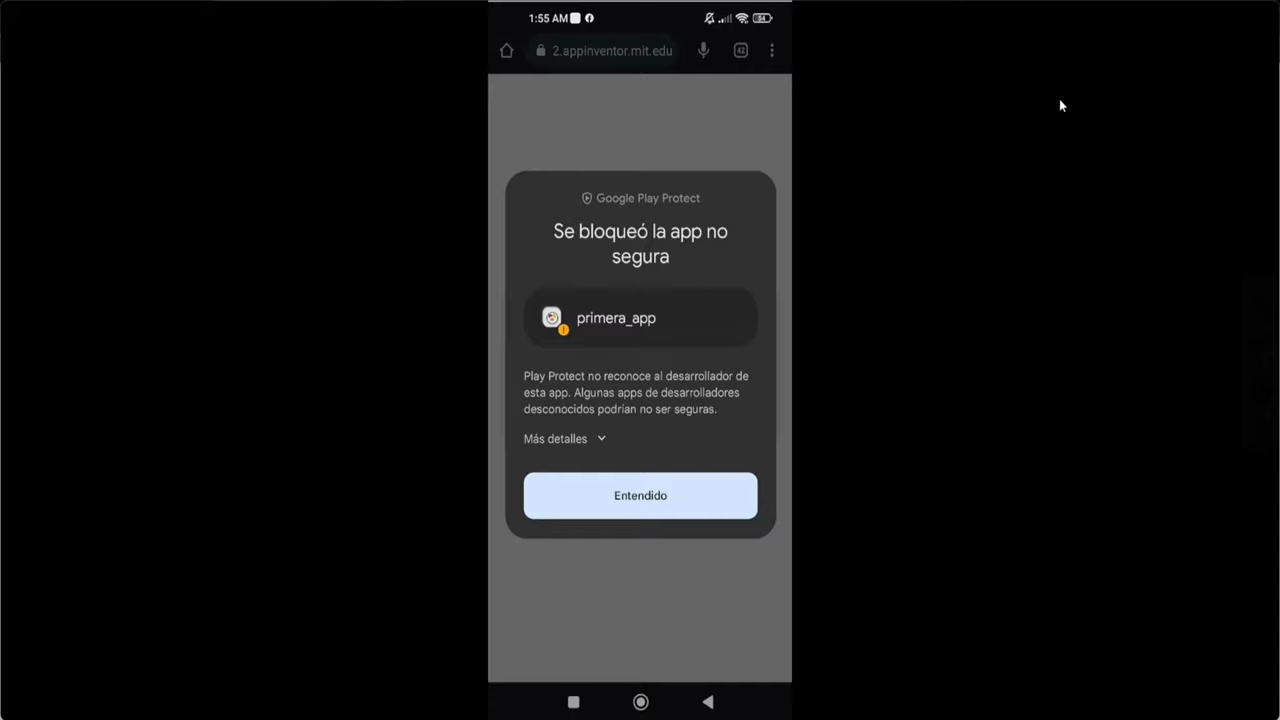 1:55 AM
54
2.appinventor.mit.edu
42
Google Play Protect
Se bloqueó la app no
segura
primera_app
Play Protect no reconoce al desarrollador de
esta app. Algunas apps de desarrolladores
desconocidos podrían no ser seguras.
Más detalles
Entendido